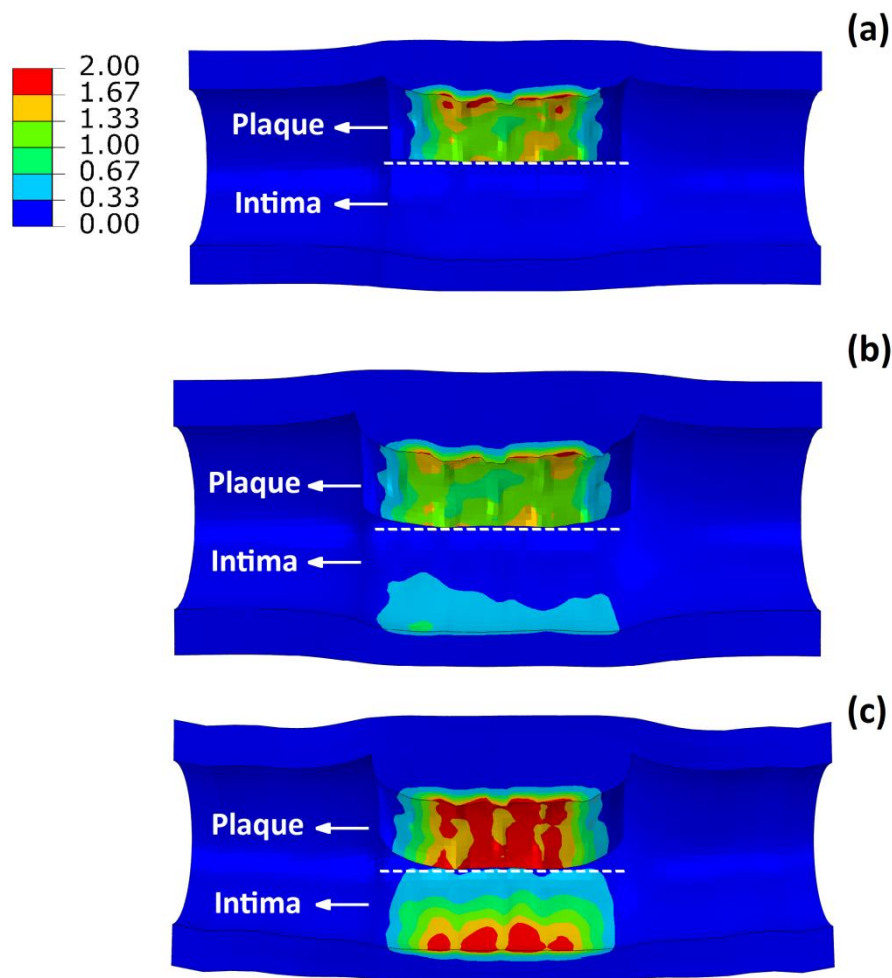 (a)
2.00
1.67
1.33
1.00
0.67
0.33
0.00
Plaque
Intima
(b)
Plaque
Intima
(c)
Plaque
Intima